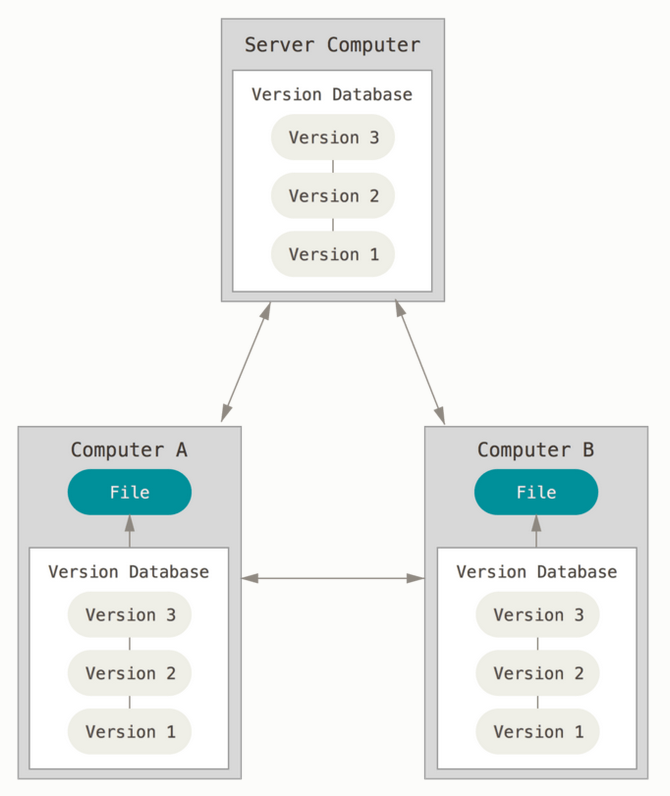 Server Computer
Version Database
Version 3
Version 2
Version 1
Computer A
File
Version Database
Version 3
Version 2
Version 1
Computer B
File
Version Database
Version 3
Version 2
Version 1